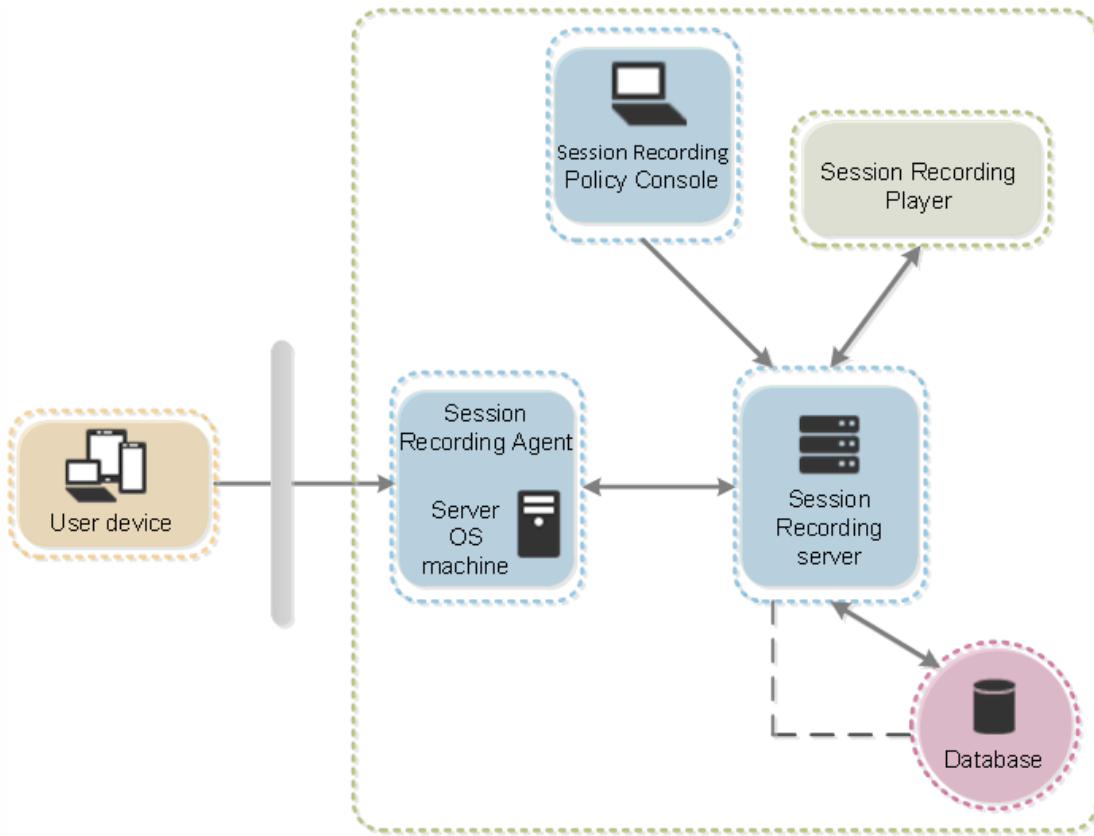 Session Recording
Policy Console
Session Recording
Player
Session
Recording Agent
Server
OS
machine
Session
Recording
server
User device
Database